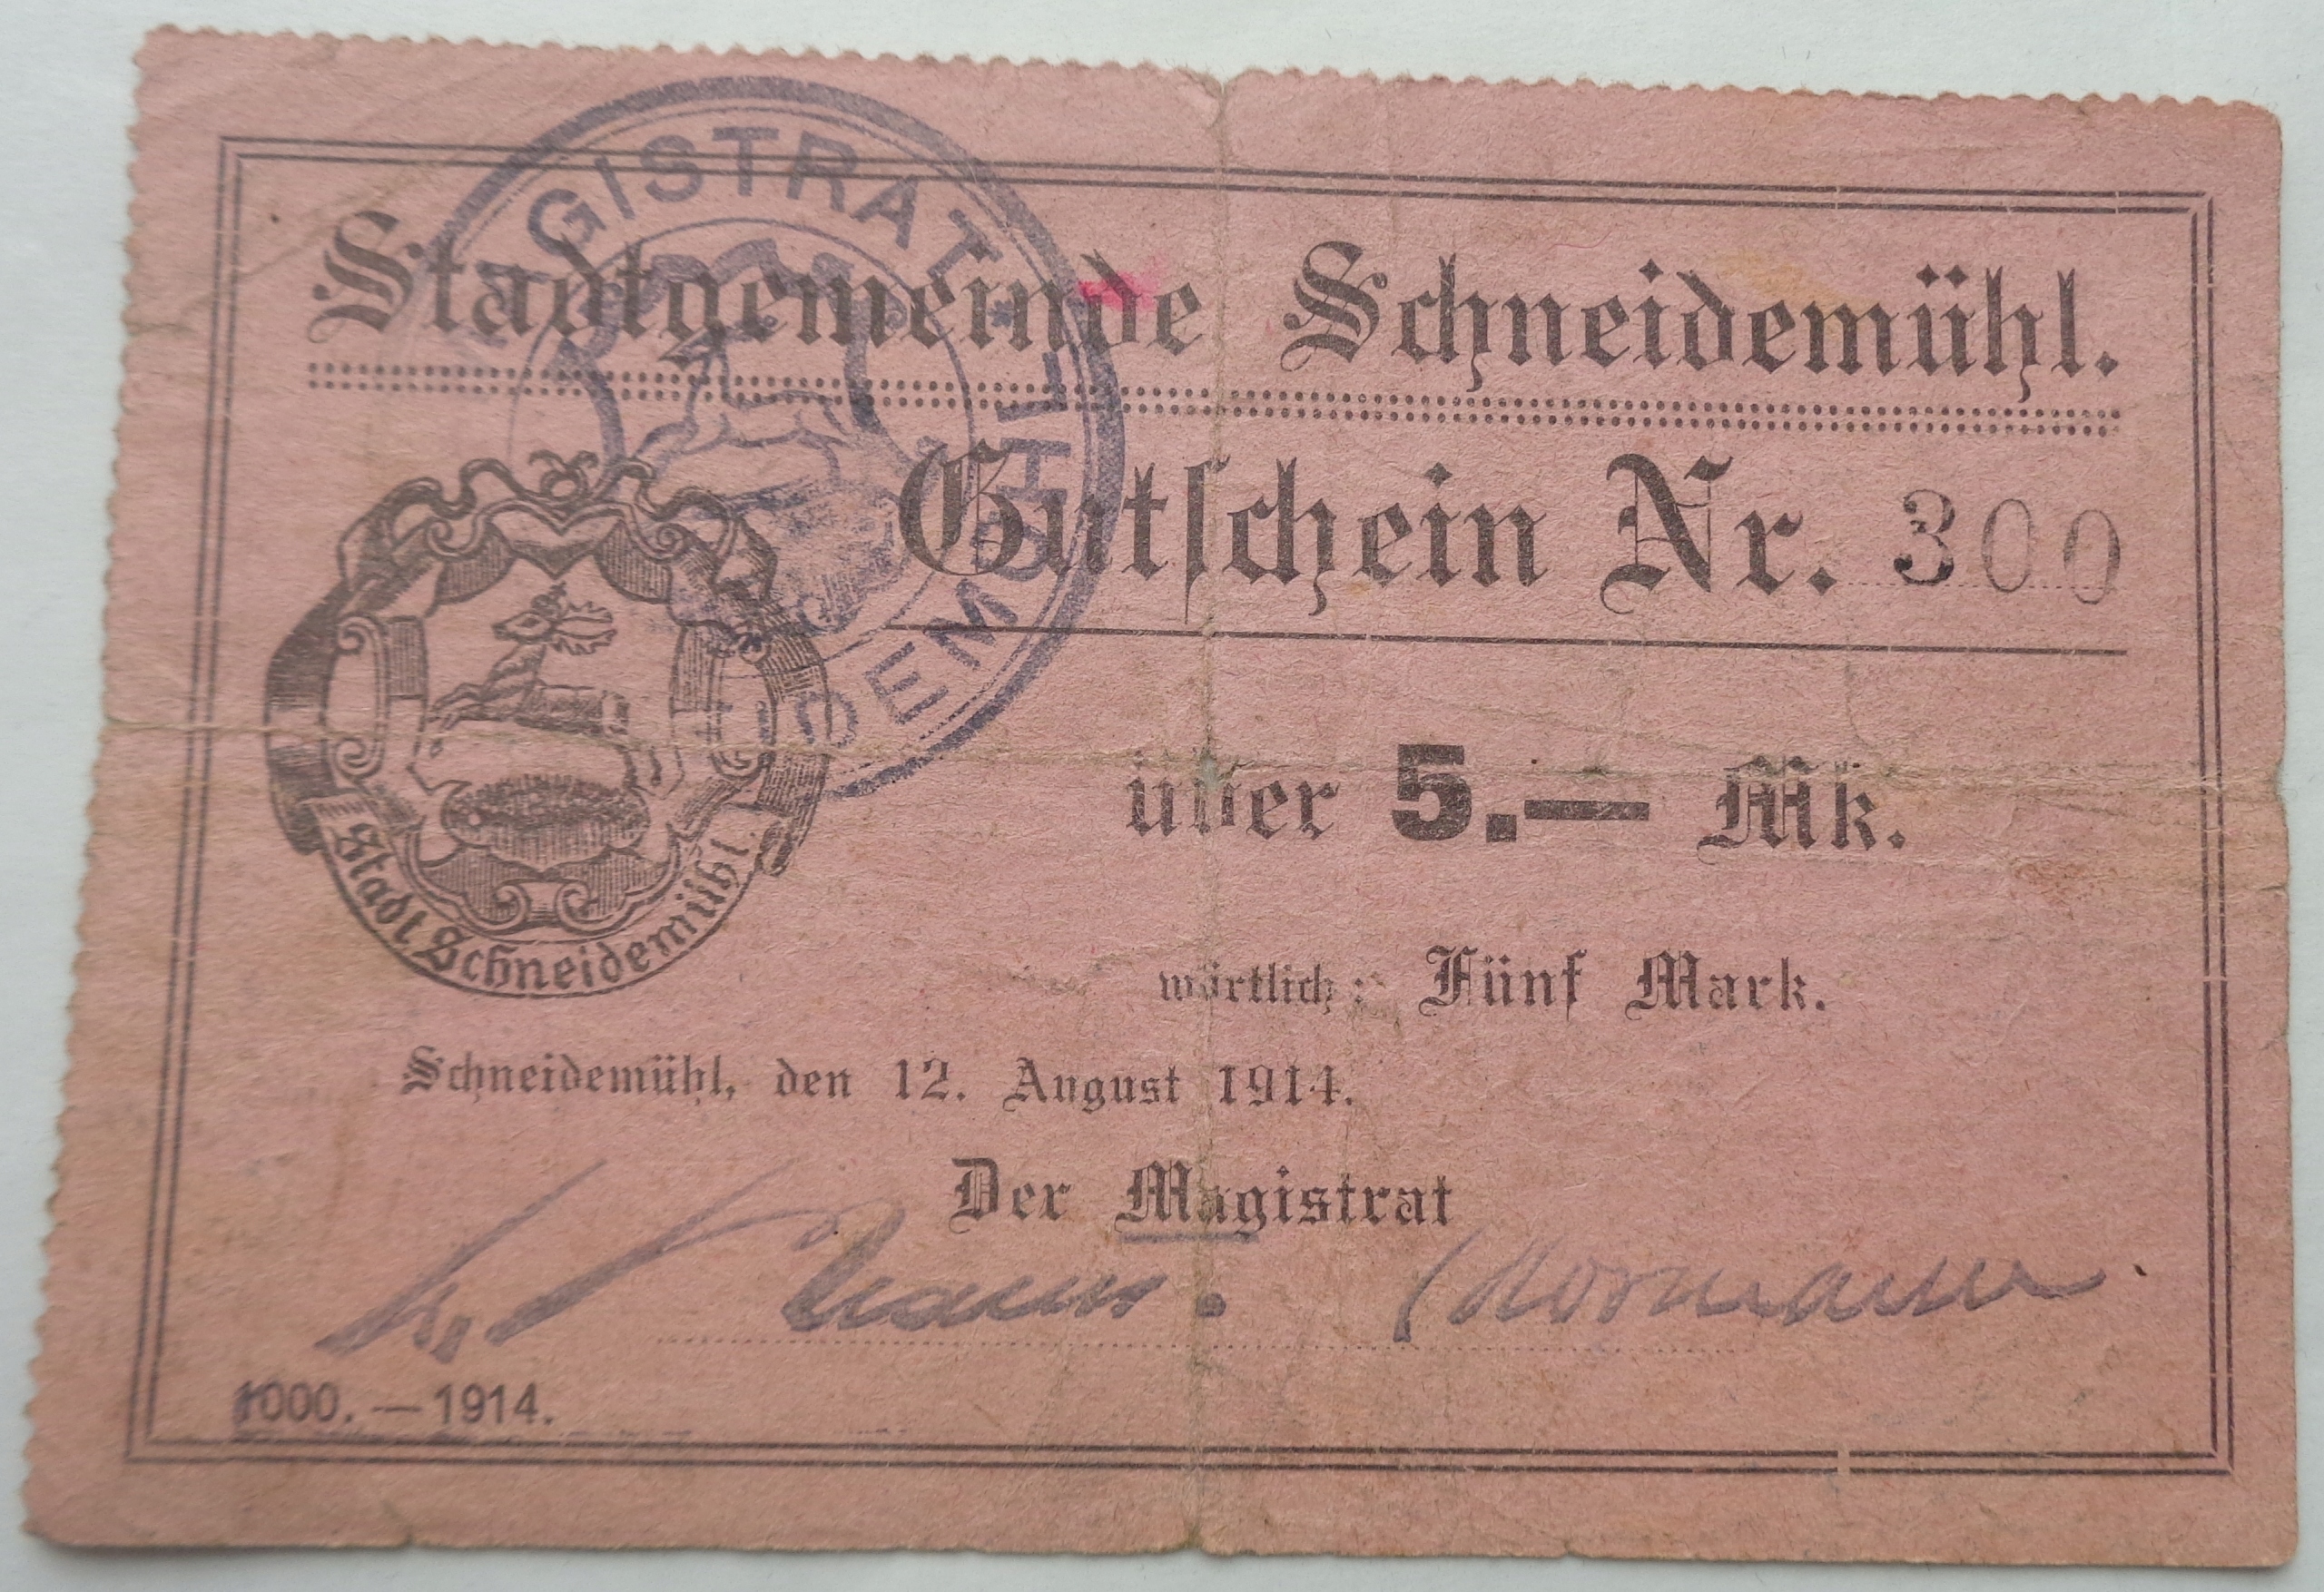 GISTRAT
DEMÜHL
Stadtgemeinde Schneidemühl.
Gutschein Nr. 300
über 5.— Mk.
wörtlich: Fünf Mark.
Stadt Schneidemühl.
Schneidemühl, den 12. August 1914.
Der Magistrat
1000. — 1914.